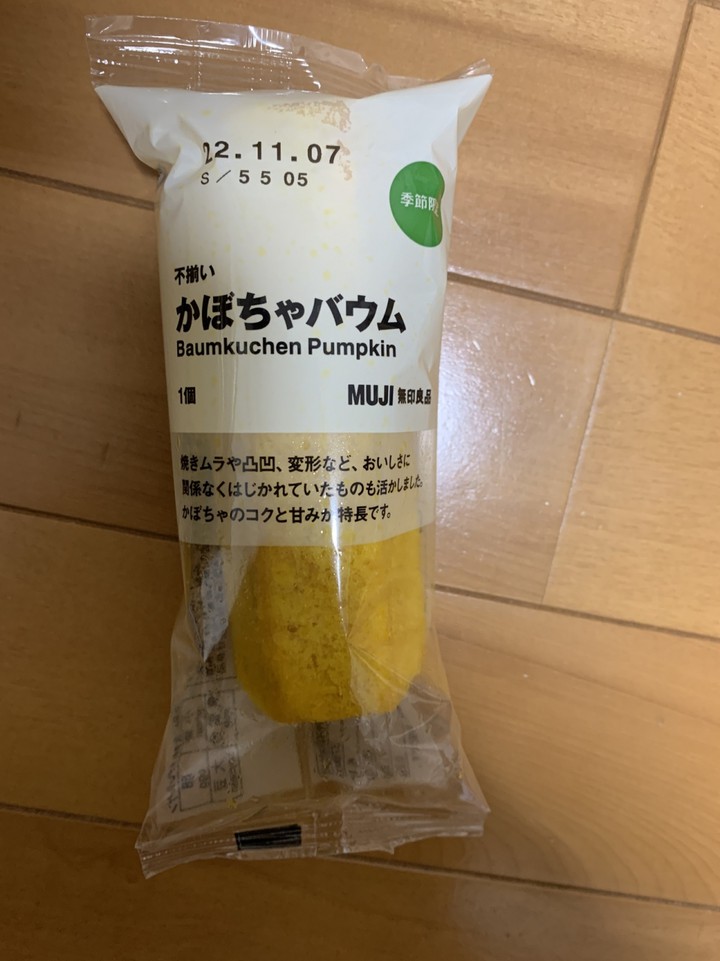 22.11.07
S/5505
季節限
不揃い
かぼちゃバウム
Baumkuchen Pumpkin
1個
MUJI 無印良品
焼きムラや凸凹、変形など、おいしさに
関係なくはじかれていたものも活かしました。
かぼちゃのコクと甘みが特長です。